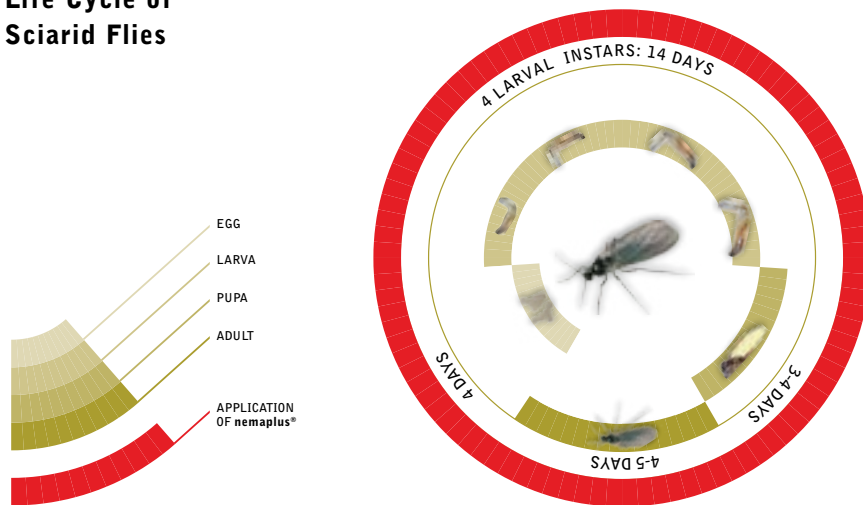 Life Cycle of
Sciarid Flies
4 LARVAL INSTARS: 14 DAYS
EGG
LARVA
PUPA
ADULT
APPLICATION
OF nemaplus®
4 DAYS
3-4 DAYS
4-5 DAYS